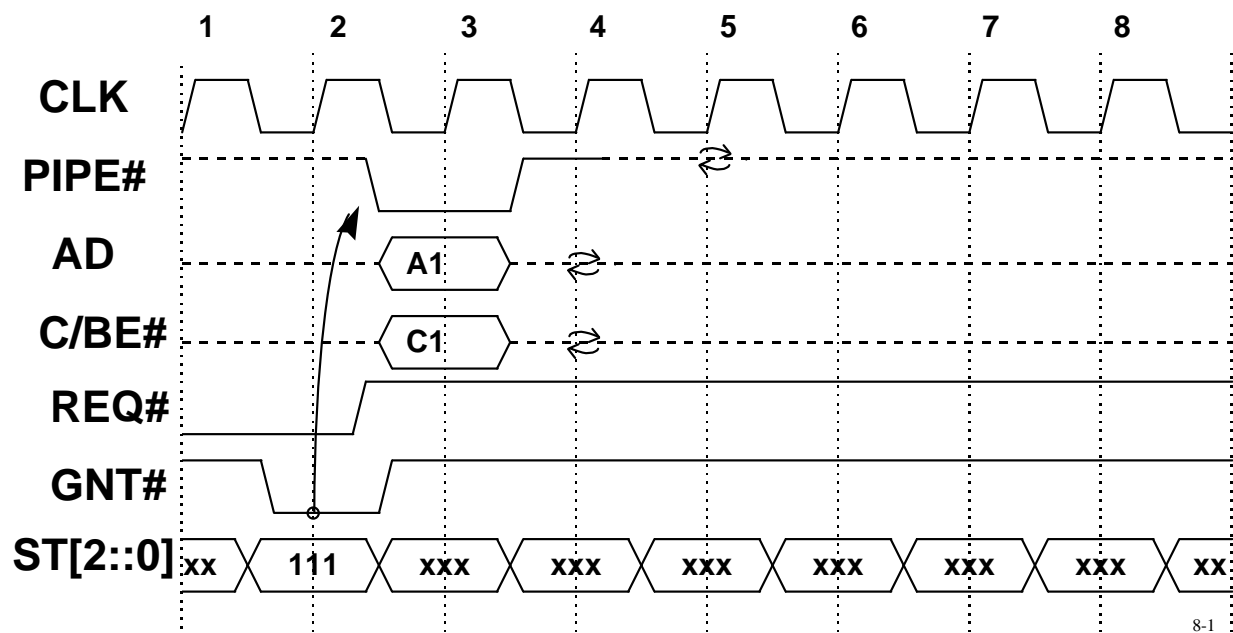 1 2 3 4 5 6 7 8
CLK
PIPE#
AD A1
C/BE# C1
REQ#
GNT#
ST[2::0] xx 111 xxx xxx xxx xxx xxx xxx xx
8-1